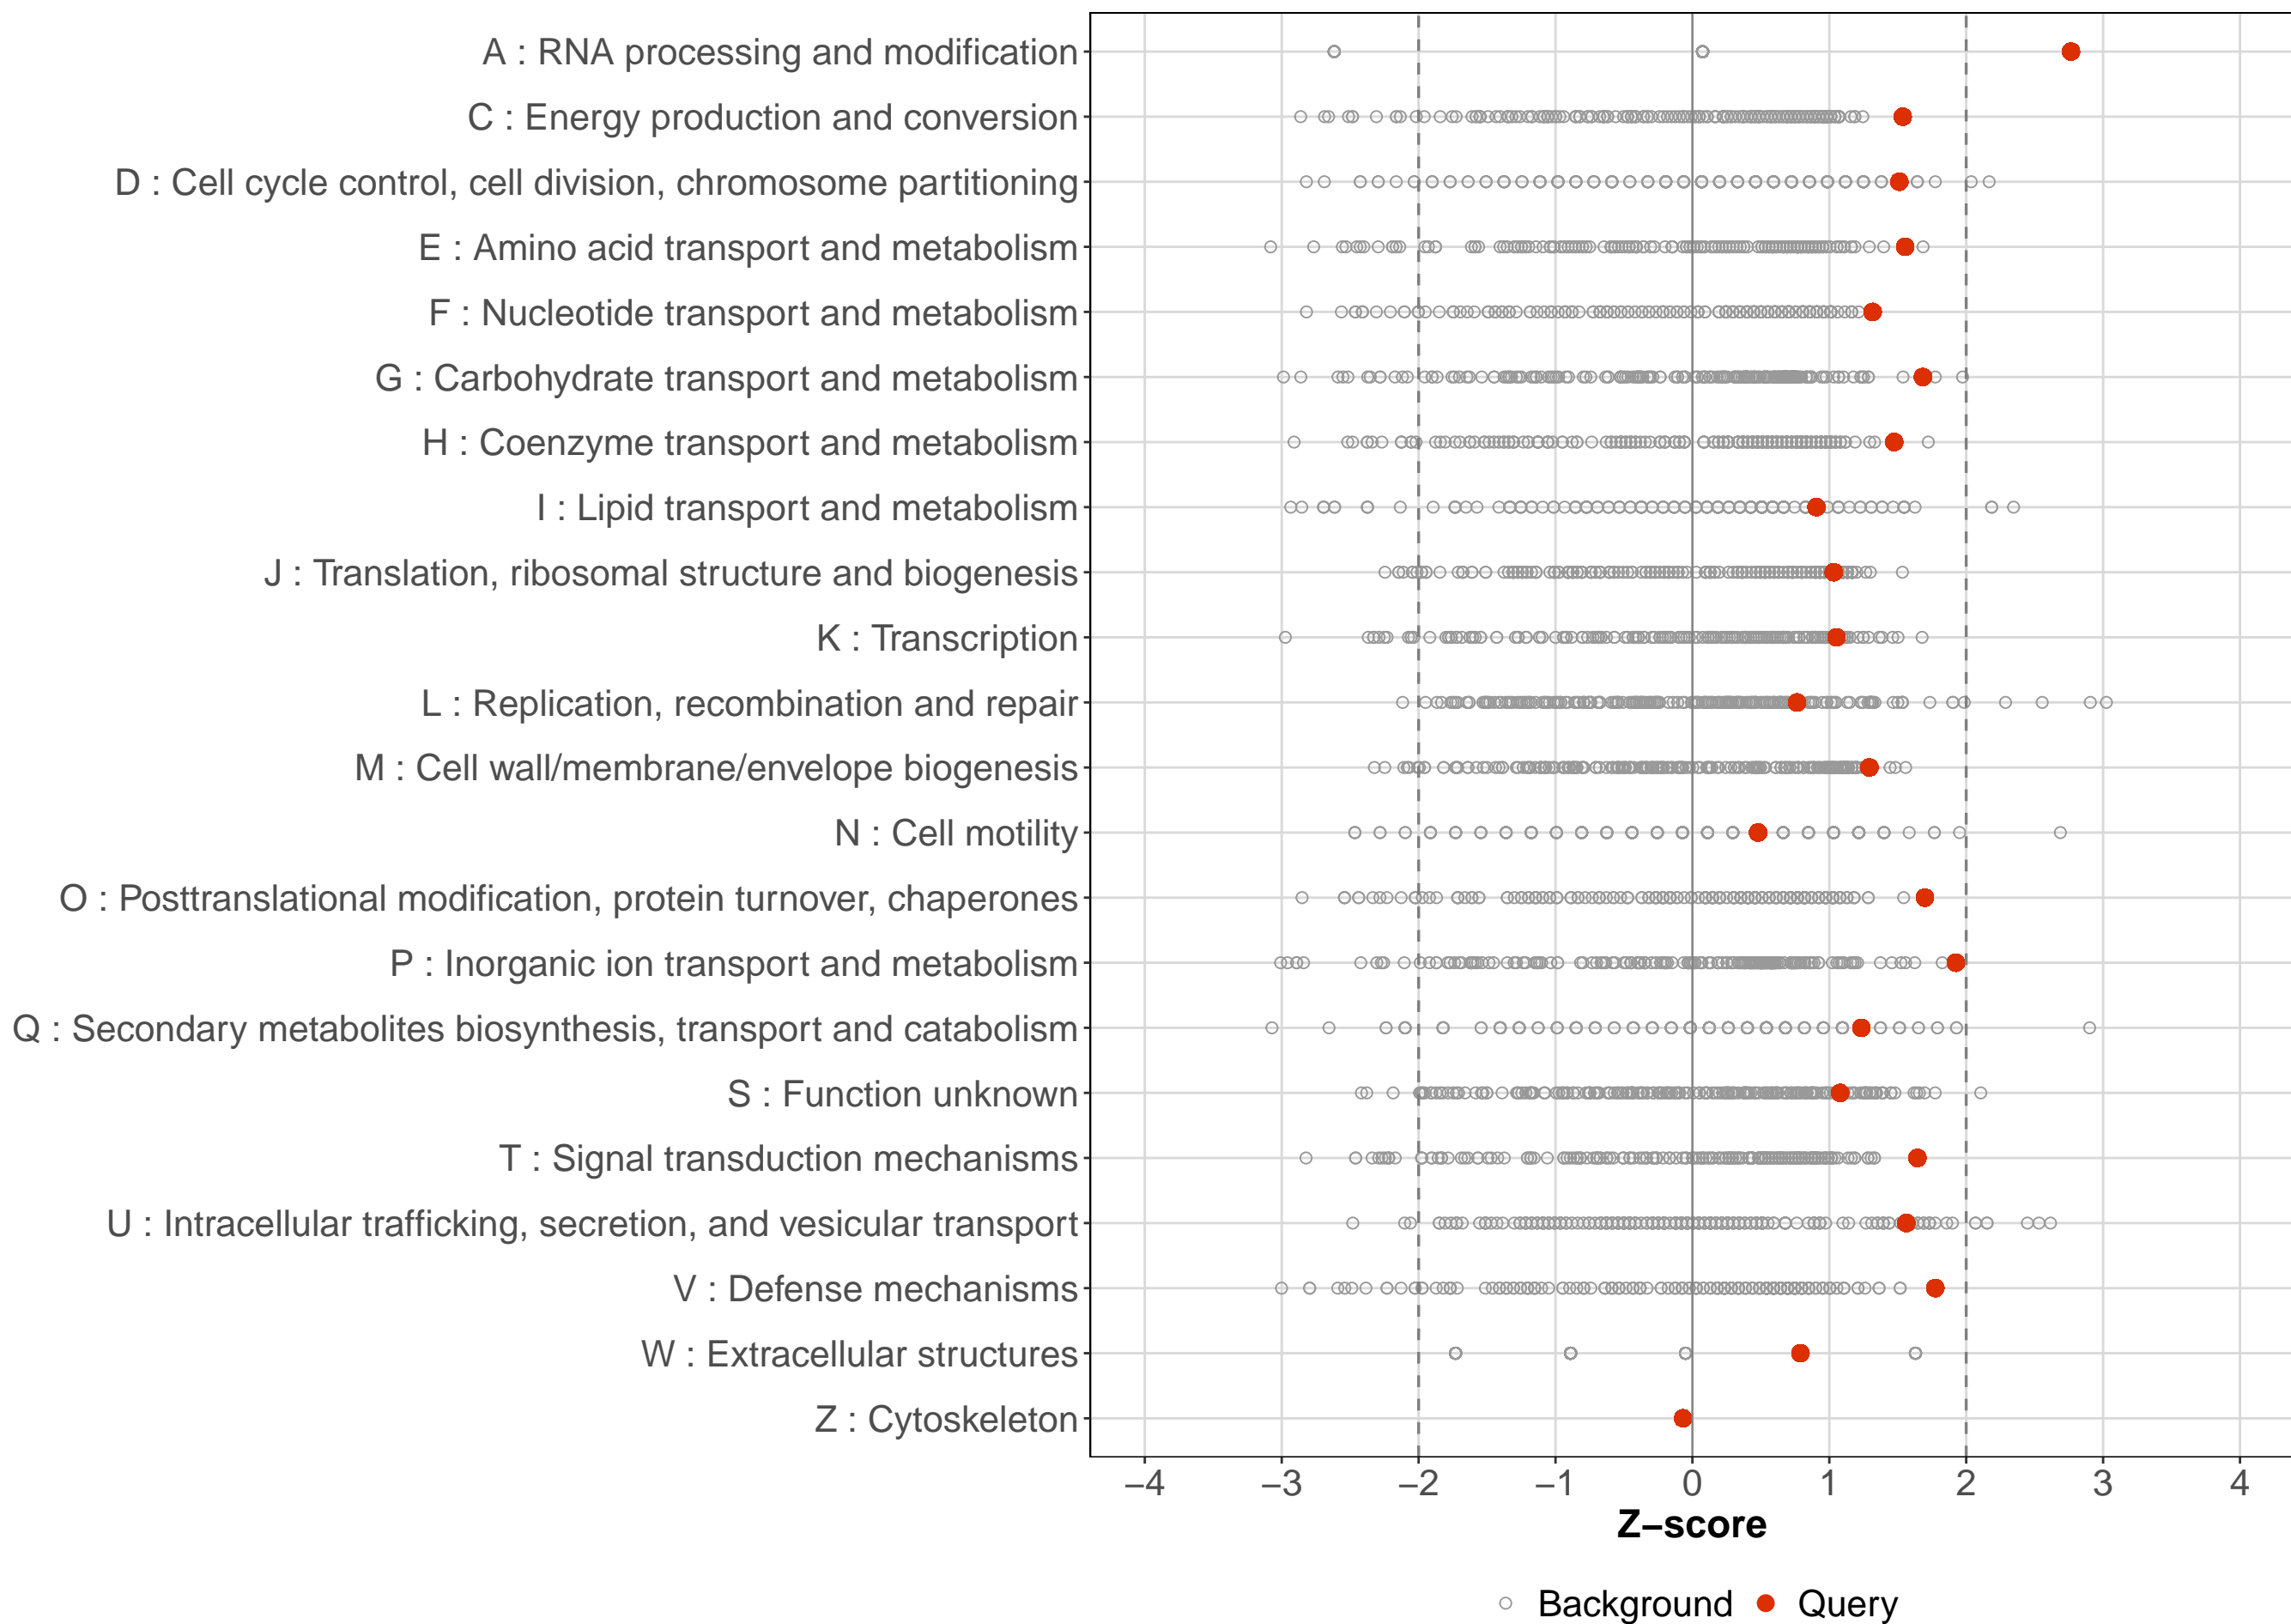 A : RNA processing and modification
C : Energy production and conversion
D : Cell cycle control, cell division, chromosome partitioning
E : Amino acid transport and metabolism
F : Nucleotide transport and metabolism
G : Carbohydrate transport and metabolism
H : Coenzyme transport and metabolism
I : Lipid transport and metabolism
J : Translation, ribosomal structure and biogenesis
K : Transcription
L : Replication, recombination and repair
M : Cell wall/membrane/envelope biogenesis
N : Cell motility
O : Posttranslational modification, protein turnover, chaperones
P : Inorganic ion transport and metabolism
Q : Secondary metabolites biosynthesis, transport and catabolism
S : Function unknown
T : Signal transduction mechanisms
U : Intracellular trafficking, secretion, and vesicular transport
V : Defense mechanisms
W : Extracellular structures
Z : Cytoskeleton
−4 −3 −2 −1 0 1 2 3 4
Z−score
Background Query